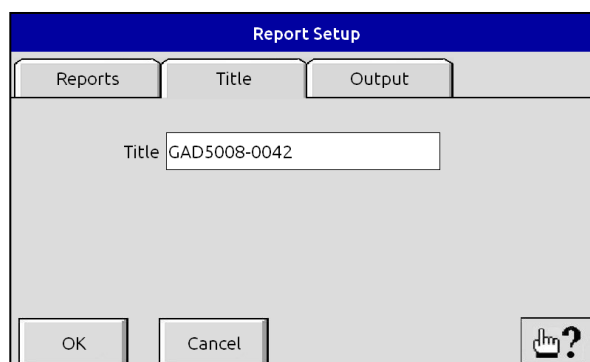 Report Setup
Reports Title Output
Title GAD5008-0042
OK Cancel ?